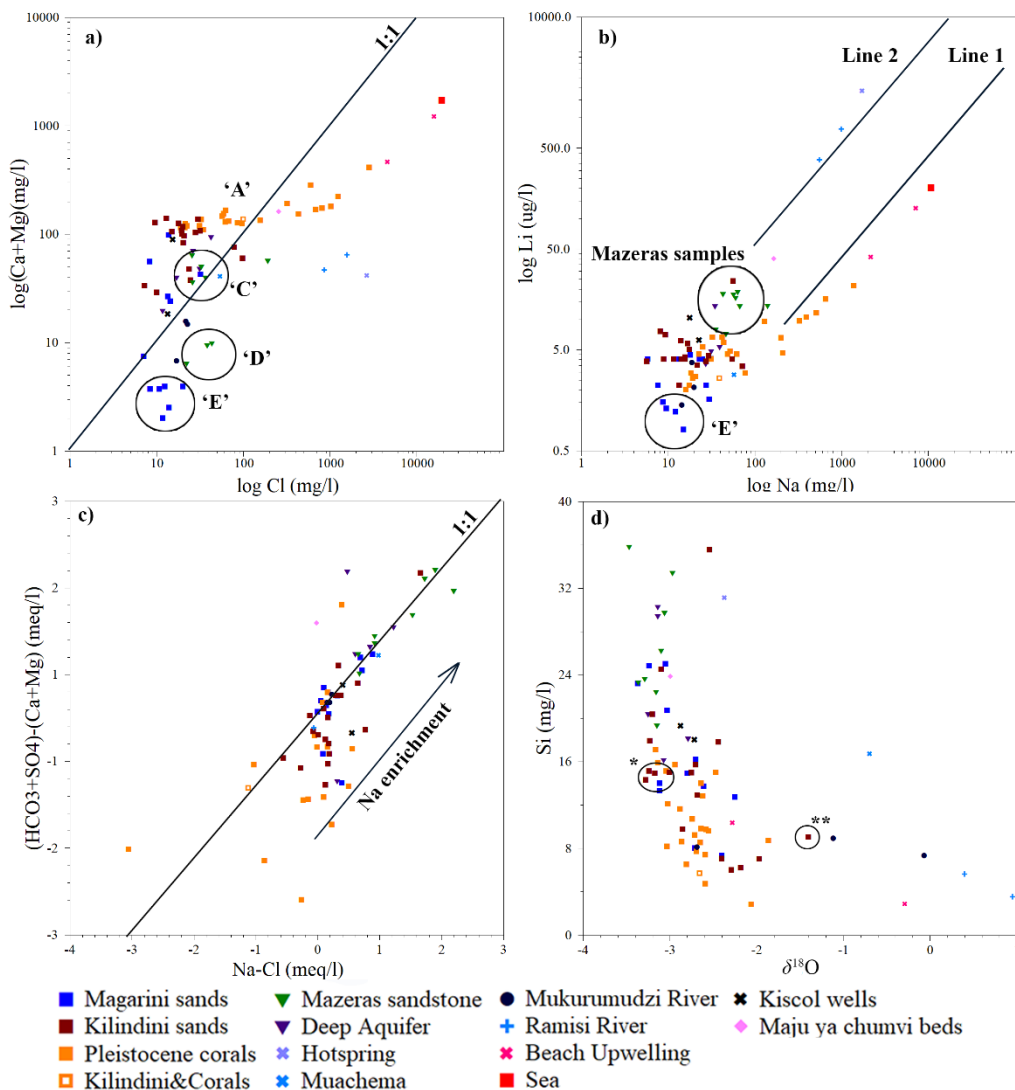 a)
1:1
10000
1000
100
10
1
log(Ca+Mg)(mg/l)
‘A’
‘C’
‘D’
‘E’
1 10 100 1000 10000
log Cl (mg/l)
b)
Line 2
Line 1
10000.0
500.0
50.0
5.0
0.5
log Li (ug/l)
Mazeras samples
‘E’
1 10 100 1000 10000
log Na (mg/l)
c)
1:1
3
2
1
-1
-2
-3
(HCO3+SO4)-(Ca+Mg) (meq/l)
Na enrichment
-4 -3 -2 -1 0 1 2 3
Na-Cl (meq/l)
d)
40
32
24
16
8
0
Si (mg/l)
*
**
-4 -3 -2 -1 0
δ18O
Magarini sands
Kilindini sands
Pleistocene corals
Kilindini&Corals
Mazeras sandstone
Deep Aquifer
Hotspring
Muachema
Mukurumudzi River
Ramisi River
Beach Upwelling
Sea
Kiscol wells
Maju ya chumvi beds